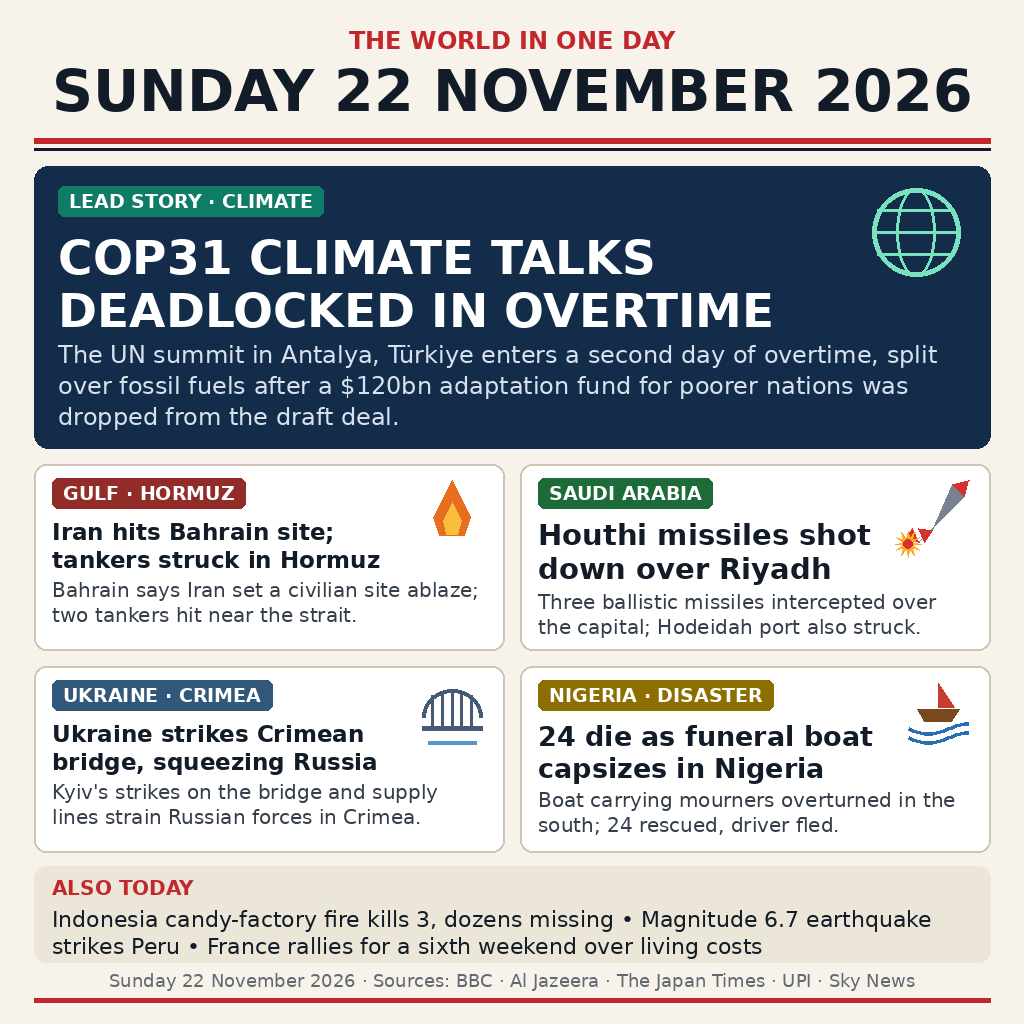 THE WORLD IN ONE DAY
SUNDAY 22 NOVEMBER 2026
LEAD STORY · CLIMATE
COP31 CLIMATE TALKS
DEADLOCKED IN OVERTIME
The UN summit in Antalya, Türkiye enters a second day of overtime, split
over fossil fuels after a $120bn adaptation fund for poorer nations was
dropped from the draft deal.
GULF · HORMUZ
Iran hits Bahrain site;
tankers struck in Hormuz
Bahrain says Iran set a civilian site ablaze;
two tankers hit near the strait.
SAUDI ARABIA
Houthi missiles shot
down over Riyadh
Three ballistic missiles intercepted over
the capital; Hodeidah port also struck.
UKRAINE · CRIMEA
Ukraine strikes Crimean
bridge, squeezing Russia
Kyiv's strikes on the bridge and supply
lines strain Russian forces in Crimea.
NIGERIA · DISASTER
24 die as funeral boat
capsizes in Nigeria
Boat carrying mourners overturned in the
south; 24 rescued, driver fled.
ALSO TODAY
Indonesia candy-factory fire kills 3, dozens missing • Magnitude 6.7 earthquake
strikes Peru • France rallies for a sixth weekend over living costs
Sunday 22 November 2026 · Sources: BBC · Al Jazeera · The Japan Times · UPI · Sky News